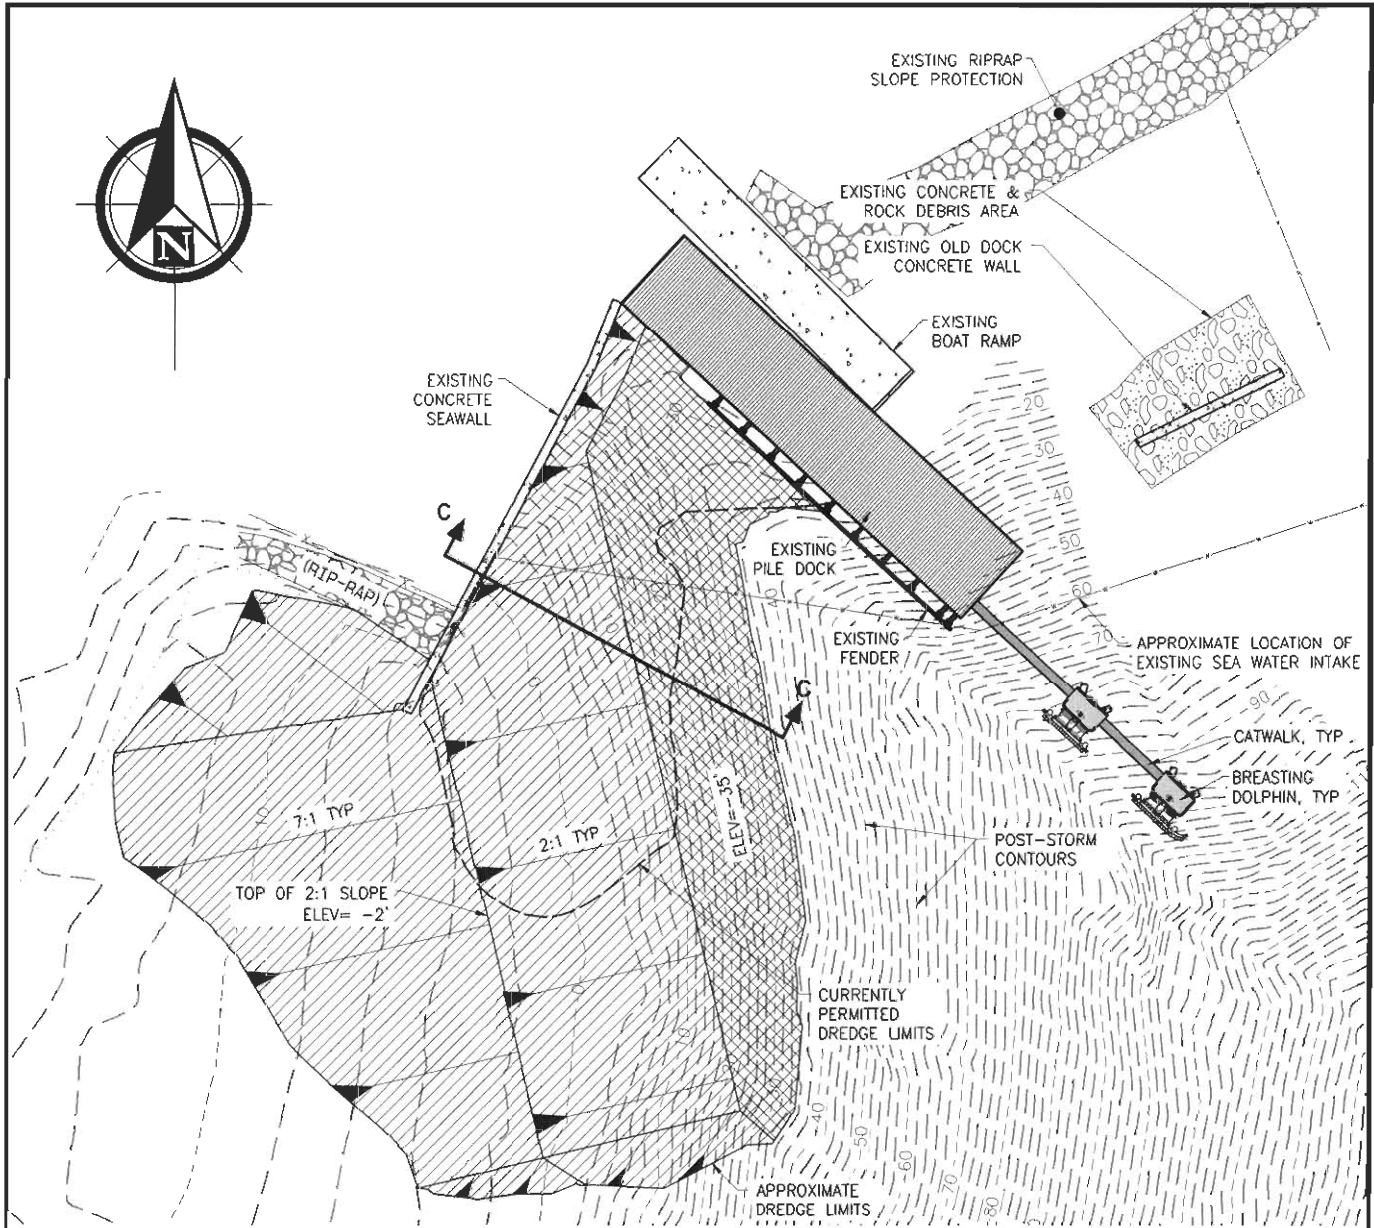 EXISTING RIPRAP
SLOPE PROTECTION
EXISTING CONCRETE &
ROCK DEBRIS AREA
EXISTING OLD DOCK
CONCRETE WALL
N
EXISTING
BOAT RAMP
EXISTING
CONCRETE
SEAWALL
20
30
40
50
60
70
90
C
(RIP-RAP)
EXISTING
PILE DOCK
40
EXISTING
FENDER
APPROXIMATE LOCATION OF
EXISTING SEA WATER INTAKE
C
CATWALK, TYP
BREASTING
DOLPHIN, TYP
7:1 TYP
2:1 TYP
ELEV=-35'
POST-STORM
CONTOURS
TOP OF 2:1 SLOPE
ELEV= -2'
0
0
10
CURRENTLY
PERMITTED
DREDGE LIMITS
40
50
60
70
80
APPROXIMATE
DREDGE LIMITS